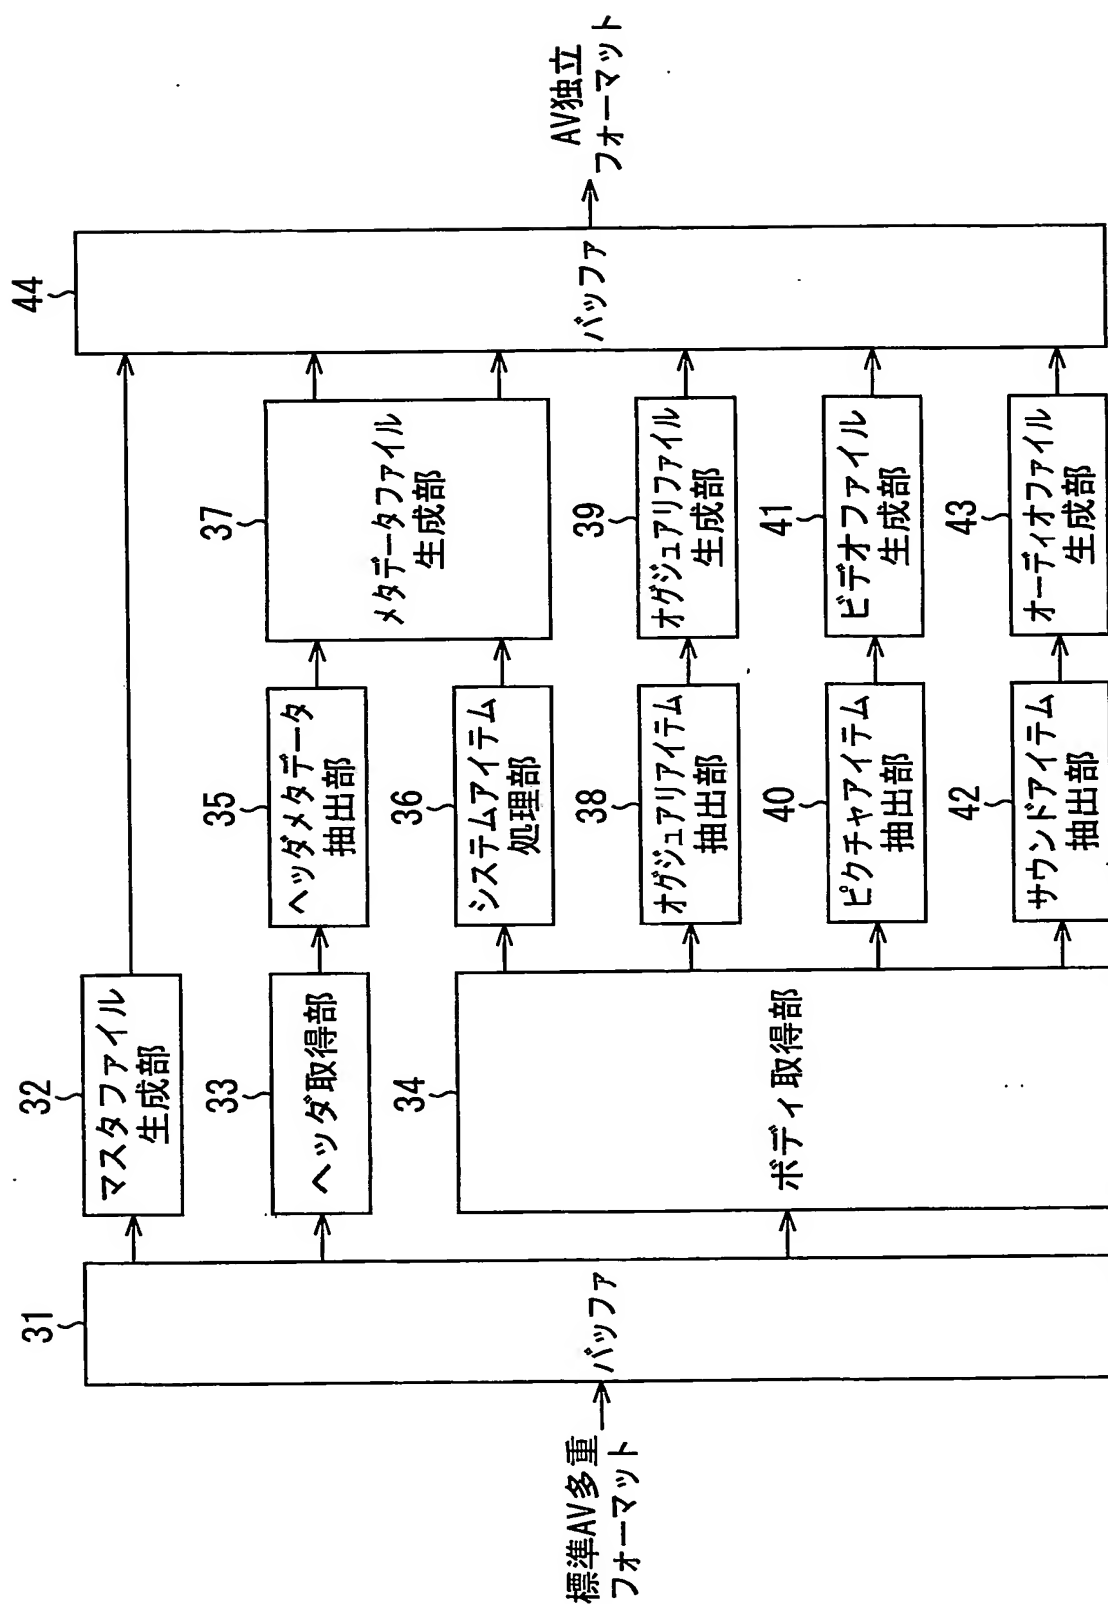 標準AV多重
フォーマット
31
バッファ
32
マスタファイル
生成部
33
ヘッダ取得部
34
ボディ取得部
35
ヘッダメタデータ
抽出部
36
システムアイテム
処理部
37
メタデータファイル
生成部
38
オグジュアリアイテム
抽出部
39
オグジュアリファイル
生成部
40
ピクチャアイテム
抽出部
41
ビデオファイル
生成部
42
サウンドアイテム
抽出部
43
オーディオファイル
生成部
44
バッファ
AV独立
フォーマット